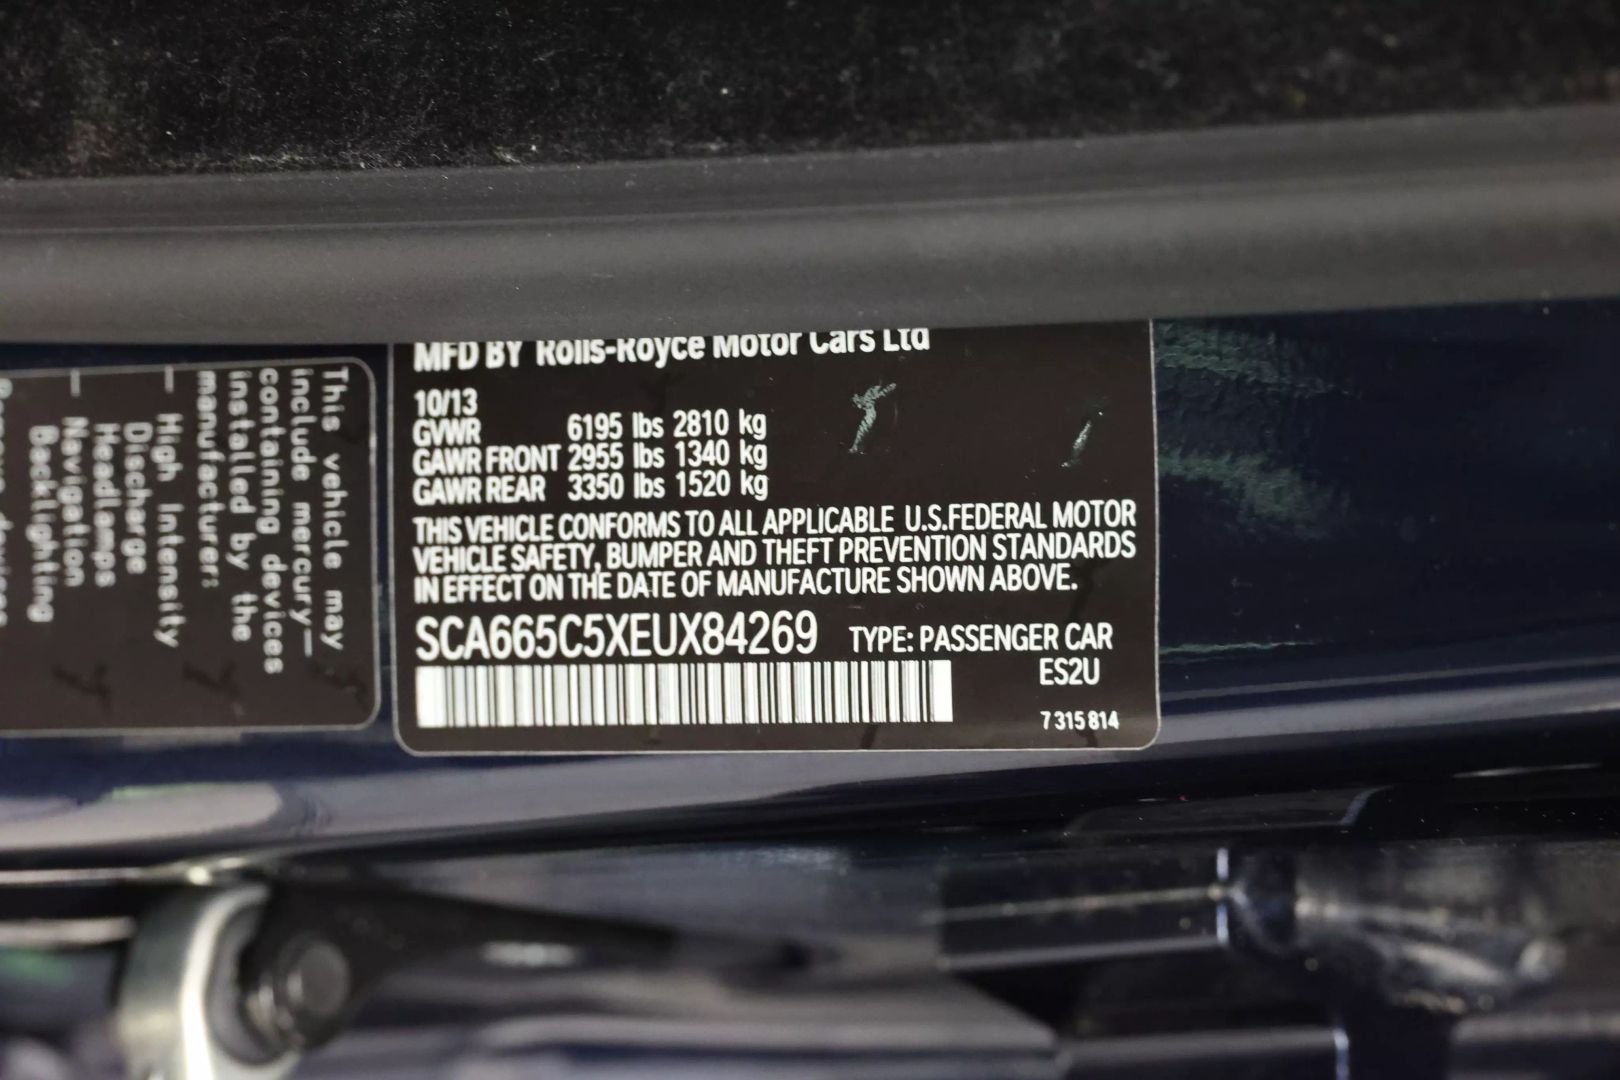 This vehicle may
include mercury-
containing devices
installed by the
manufacturer:
— High Intensity
Discharge
Headlamps
— Navigation
Backlighting
MFD BY Rolls-Royce Motor Cars Ltd
10/13
GVWR 6195 lbs 2810 kg
GAWR FRONT 2955 lbs 1340 kg
GAWR REAR 3350 lbs 1520 kg
THIS VEHICLE CONFORMS TO ALL APPLICABLE U.S.FEDERAL MOTOR
VEHICLE SAFETY, BUMPER AND THEFT PREVENTION STANDARDS
IN EFFECT ON THE DATE OF MANUFACTURE SHOWN ABOVE.
SCA665C5XEUX84269 TYPE: PASSENGER CAR
ES2U
7 315 814